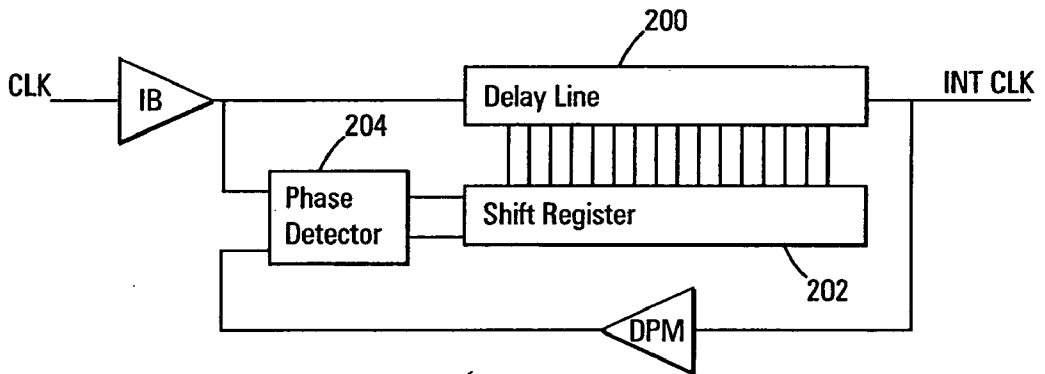 200
CLK
IB
Delay Line
INT CLK
204
Phase
Detector
Shift Register
202
DPM